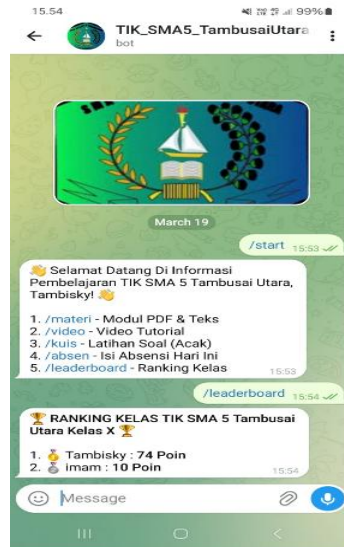 15.54
99%
TIK_SMA5_TambusaiUtara
bot
March 19
/start 15:53
👋 Selamat Datang Di Informasi
Pembelajaran TIK SMA 5 Tambusai Utara,
Tambisky! 👋
1. /materi - Modul PDF & Teks
2. /video - Video Tutorial
3. /kuis - Latihan Soal (Acak)
4. /absen - Isi Absensi Hari Ini
5. /leaderboard - Ranking Kelas
15:53
/leaderboard 15:54
🏆 RANKING KELAS TIK SMA 5 Tambusai
Utara Kelas X 🏆
1. 🥇 Tambisky : 74 Poin
2. 🥈 imam : 10 Poin
15:54
Message